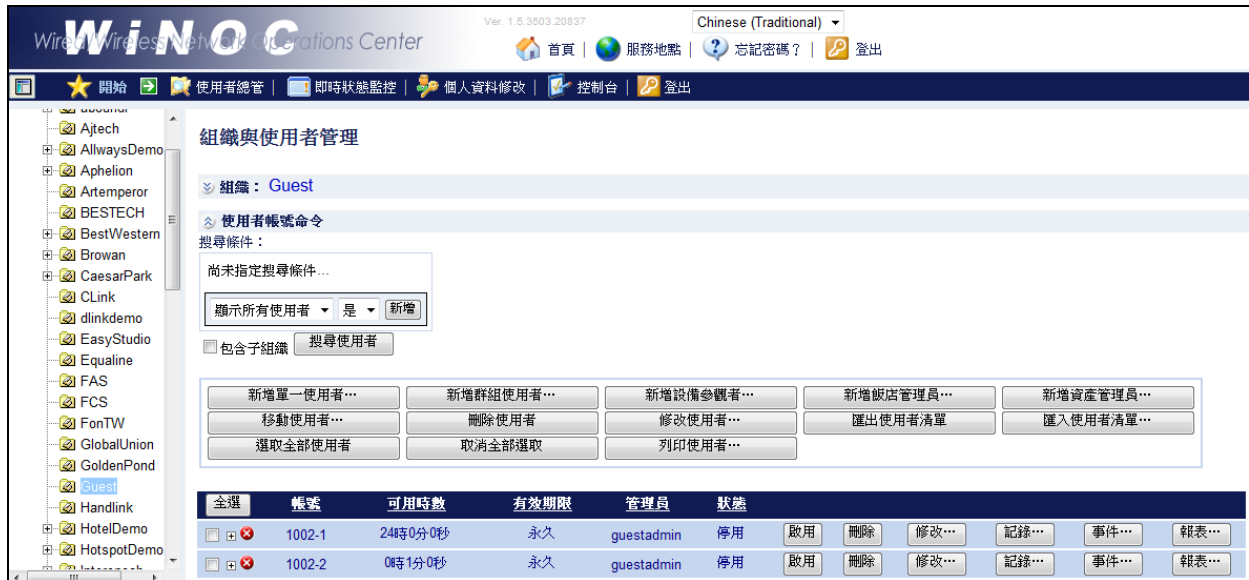 WiNOC
Wired/Wireless Network Operations Center
Ver. 1.5.3503.20837
Chinese (Traditional)
首頁 | 服務地點 | 忘記密碼？ | 登出
開始 使用者總管 | 即時狀態監控 | 個人資料修改 | 控制台 | 登出
Ajtech
AllwaysDemo
Aphelion
Artemperor
BESTECH
BestWestern
Browan
CaesarPark
CLink
dlinkdemo
EasyStudio
Equaline
FAS
FCS
FonTW
GlobalUnion
GoldenPond
Guest
Handlink
HotelDemo
HotspotDemo
組織與使用者管理
組織： Guest
使用者帳號命令
搜尋條件：
尚未指定搜尋條件...
顯示所有使用者 是 新增
包含子組織 搜尋使用者
新增單一使用者… 新增群組使用者… 新增設備參觀者… 新增飯店管理員… 新增資產管理員…
移動使用者… 刪除使用者 修改使用者… 匯出使用者清單 匯入使用者清單…
選取全部使用者 取消全部選取 列印使用者…
全選 帳號 可用時數 有效期限 管理員 狀態
1002-1 24時0分0秒 永久 guestadmin 停用 啟用 刪除 修改… 記錄… 事件… 報表…
1002-2 0時1分0秒 永久 guestadmin 停用 啟用 刪除 修改… 記錄… 事件… 報表…